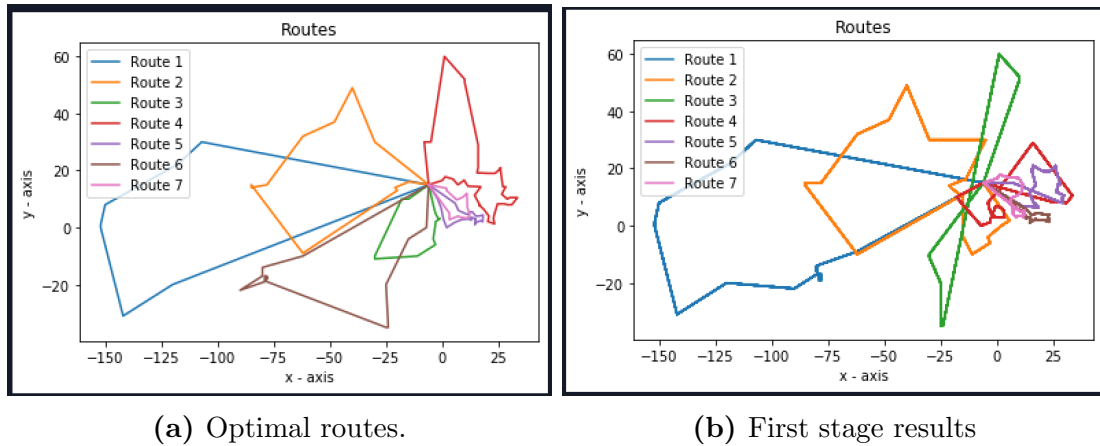 Routes
Route 1
Route 2
Route 3
Route 4
Route 5
Route 6
Route 7
60
40
20
0
−20
y - axis
−150
−125
−100
−75
−50
−25
0
25
x - axis
(a) Optimal routes.
Routes
Route 1
Route 2
Route 3
Route 4
Route 5
Route 6
Route 7
60
40
20
0
−20
y - axis
−150
−125
−100
−75
−50
−25
0
25
x - axis
(b) First stage results